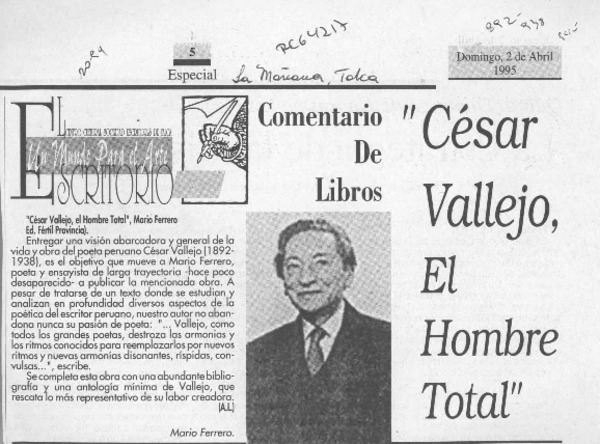 5
Especial
RC64217
La Mañana, Talca
892-938
Domingo, 2 de Abril
1995
EL
Un Mundo Para el Arte
ESCRITORIO
Comentario
De
Libros
"César
Vallejo,
El
Hombre
Total"
"César Vallejo, el Hombre Total", Mario Ferrero
Ed. Fértil Provincia).
Entregar una visión abarcadora y general de la
vida y obra del poeta peruano César Vallejo (1892-
1938), es el objetivo que mueve a Mario Ferrero,
poeta y ensayista de larga trayectoria -hace poco
desaparecido- a publicar la mencionada obra. A
pesar de tratarse de un texto donde se estudian y
analizan en profundidad diversos aspectos de la
poética del escritor peruano, nuestro autor no aban-
dona nunca su pasión de poeta: "... Vallejo, como
todos los grandes poetas, destroza las armonías y
los ritmos conocidos para reemplazarlos por nuevos
ritmos y nuevas armonías disonantes, ríspidas, con-
vulsas...", escribe.
Se completa esta obra con una abundante biblio-
grafía y una antología mínima de Vallejo, que
rescata lo más representativo de su labor creadora.
(A.L)
Mario Ferrero.